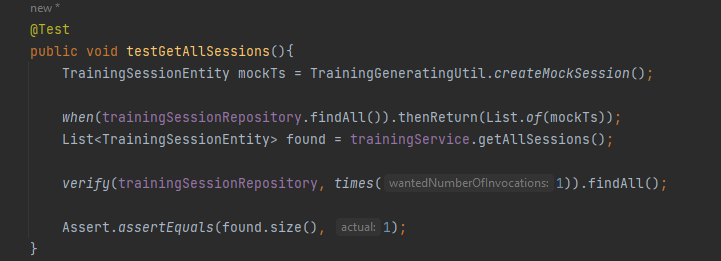 new *
@Test
public void testGetAllSessions(){
TrainingSessionEntity mockTs = TrainingGeneratingUtil.createMockSession();
when(trainingSessionRepository.findAll()).thenReturn(List.of(mockTs));
List<TrainingSessionEntity> found = trainingService.getAllSessions();
verify(trainingSessionRepository, times( wantedNumberOfInvocations: 1)).findAll();
Assert.assertEquals(found.size(), actual: 1);
}